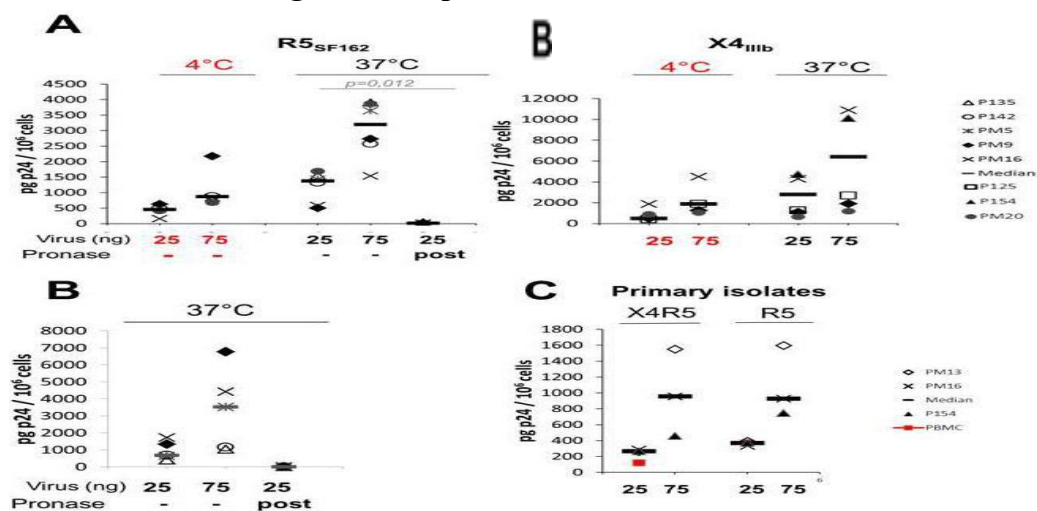 A
R5SF162
4°C
37°C
p=0,012
pg p24 / 10⁶ cells
5000
4500
4000
3500
3000
2500
2000
1500
1000
500
0
Virus (ng) 25 75 25 75 25
Pronase - - - - post
B
X4IIIb
4°C
37°C
pg p24 / 10⁶ cells
12000
10000
8000
6000
4000
2000
0
25 75 25 75
P135
P142
PM5
PM9
PM16
Median
P125
P154
PM20
B
37°C
pg p24 / 10⁶ cells
8000
7000
6000
5000
4000
3000
2000
1000
0
Virus (ng) 25 75 25
Pronase - - post
C
Primary isolates
X4R5
R5
pg p24 / 10⁶ cells
1800
1600
1400
1200
1000
800
600
400
200
0
25 75 25 75 6
PM13
PM16
Median
P154
PBMC